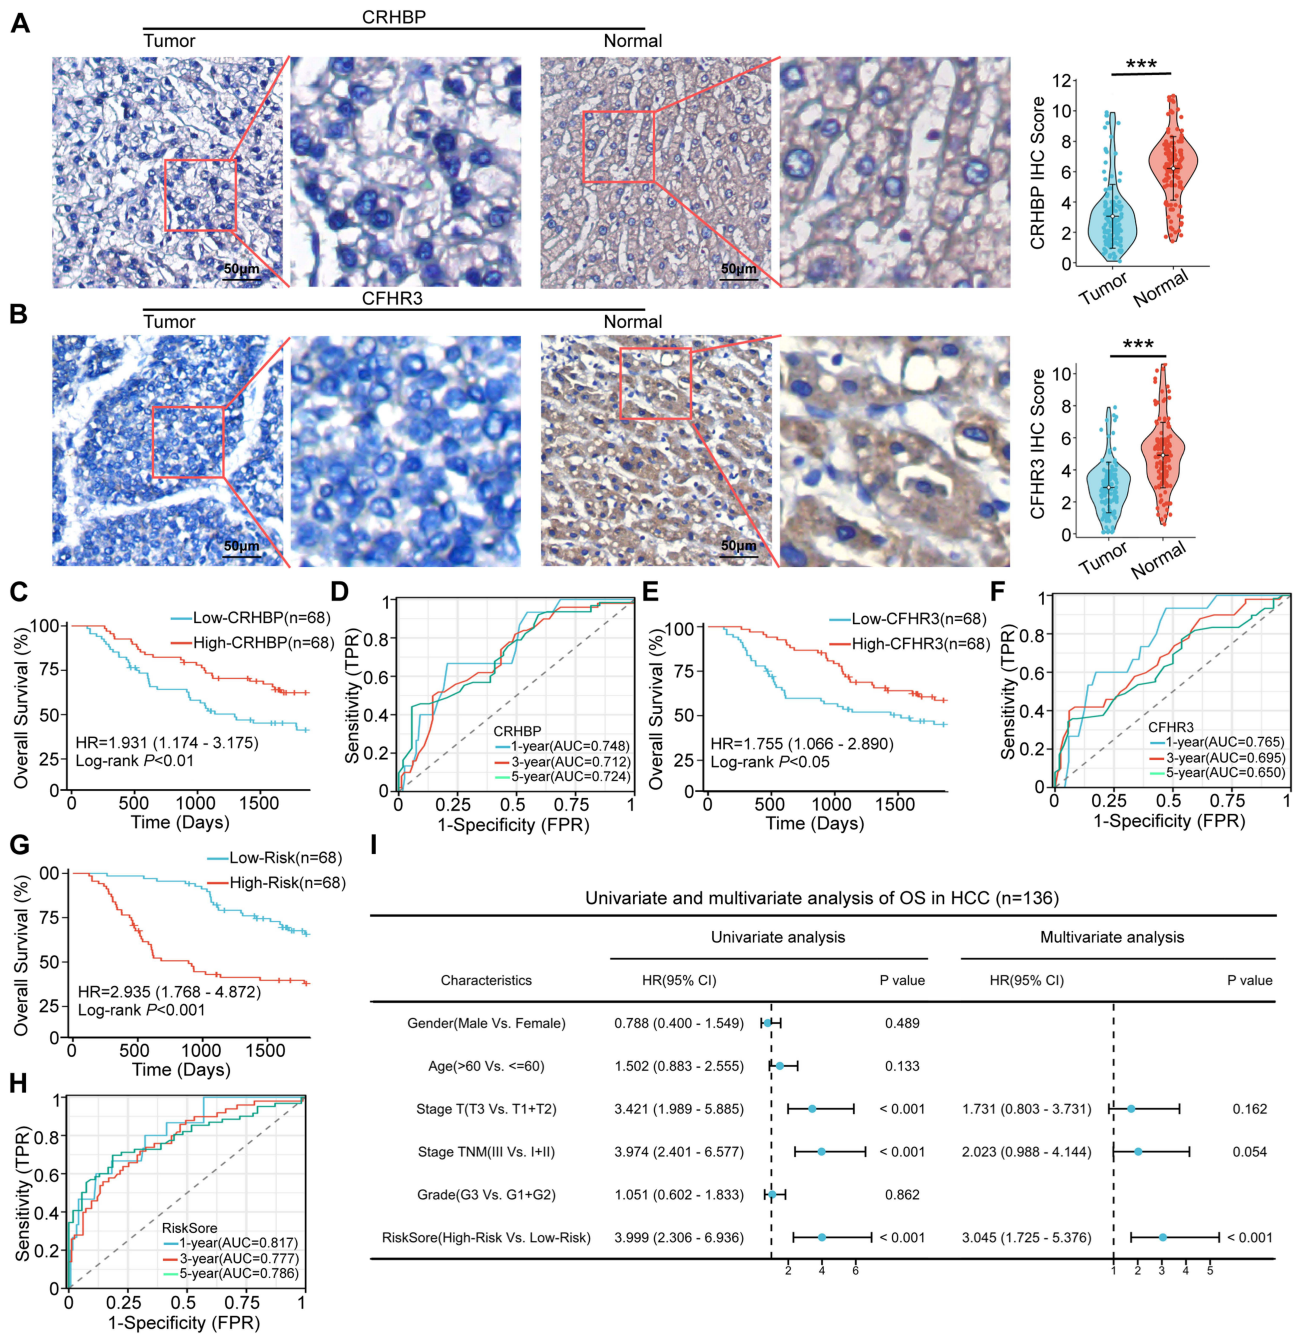 A
CRHBP
Tumor
Normal
50μm
50μm
***
CRHBP IHC Score
12
10
8
6
4
2
0
Tumor
Normal
B
CFHR3
Tumor
Normal
50μm
50μm
***
CFHR3 IHC Score
10
8
6
4
2
0
Tumor
Normal
C
Low-CRHBP(n=68)
High-CRHBP(n=68)
Overall Survival (%)
100
75
50
25
0
HR=1.931 (1.174 - 3.175)
Log-rank P<0.01
0 500 1000 1500
Time (Days)
D
Sensitivity (TPR)
1
0.8
0.6
0.4
0.2
0
CRHBP
1-year(AUC=0.748)
3-year(AUC=0.712)
5-year(AUC=0.724)
0 0.25 0.5 0.75 1
1-Specificity (FPR)
E
Low-CFHR3(n=68)
High-CFHR3(n=68)
Overall Survival (%)
100
75
50
25
0
HR=1.755 (1.066 - 2.890)
Log-rank P<0.05
0 500 1000 1500
Time (Days)
F
Sensitivity (TPR)
1
0.8
0.6
0.4
0.2
0
CFHR3
1-year(AUC=0.765)
3-year(AUC=0.695)
5-year(AUC=0.650)
0 0.25 0.5 0.75 1
1-Specificity (FPR)
G
Low-Risk(n=68)
High-Risk(n=68)
Overall Survival (%)
00
75
50
25
0
HR=2.935 (1.768 - 4.872)
Log-rank P<0.001
0 500 1000 1500
Time (Days)
H
Sensitivity (TPR)
1
0.8
0.6
0.4
0.2
0
RiskSore
1-year(AUC=0.817)
3-year(AUC=0.777)
5-year(AUC=0.786)
0 0.25 0.5 0.75 1
1-Specificity (FPR)
I
Univariate and multivariate analysis of OS in HCC (n=136)
Univariate analysis Multivariate analysis
Characteristics HR(95% CI) P value HR(95% CI) P value
Gender(Male Vs. Female) 0.788 (0.400 - 1.549) 0.489
Age(>60 Vs. <=60) 1.502 (0.883 - 2.555) 0.133
Stage T(T3 Vs. T1+T2) 3.421 (1.989 - 5.885) < 0.001 1.731 (0.803 - 3.731) 0.162
Stage TNM(III Vs. I+II) 3.974 (2.401 - 6.577) < 0.001 2.023 (0.988 - 4.144) 0.054
Grade(G3 Vs. G1+G2) 1.051 (0.602 - 1.833) 0.862
RiskSore(High-Risk Vs. Low-Risk) 3.999 (2.306 - 6.936) < 0.001 3.045 (1.725 - 5.376) < 0.001
2 4 6 1 2 3 4 5